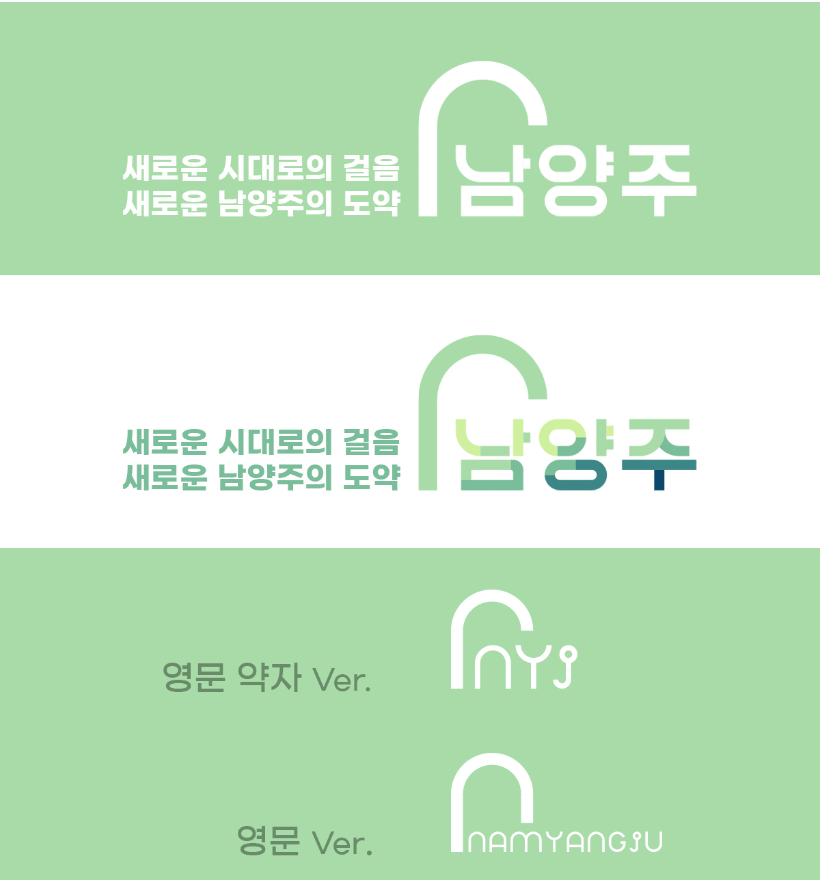 새로운 시대로의 걸음
새로운 남양주의 도약
남양주
새로운 시대로의 걸음
새로운 남양주의 도약
남양주
영문 약자 Ver.
NYJ
영문 Ver.
NAMYANGJU